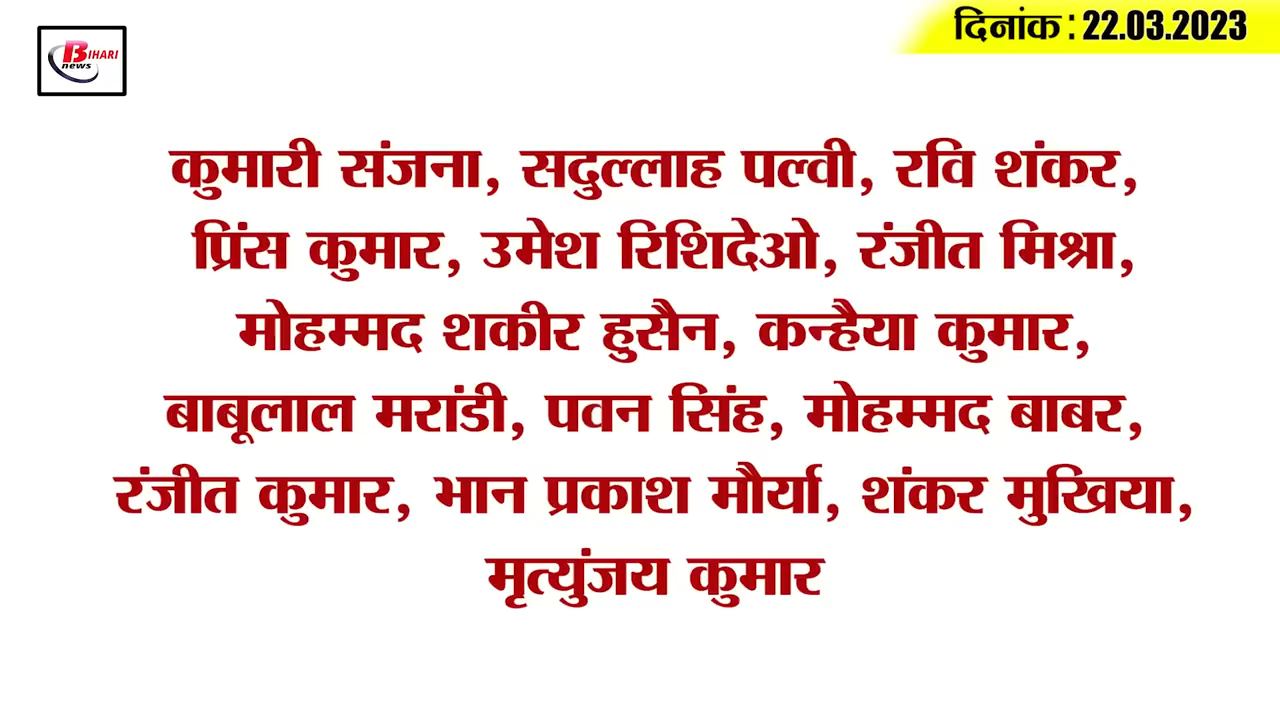 BIHARI
news
दिनांक : 22.03.2023
कुमारी संजना, सदुल्लाह पल्वी, रवि शंकर,
प्रिंस कुमार, उमेश रिशिदेओ, रंजीत मिश्रा,
मोहम्मद शकीर हुसैन, कन्हैया कुमार,
बाबूलाल मरांडी, पवन सिंह, मोहम्मद बाबर,
रंजीत कुमार, भान प्रकाश मौर्या, शंकर मुखिया,
मृत्युंजय कुमार